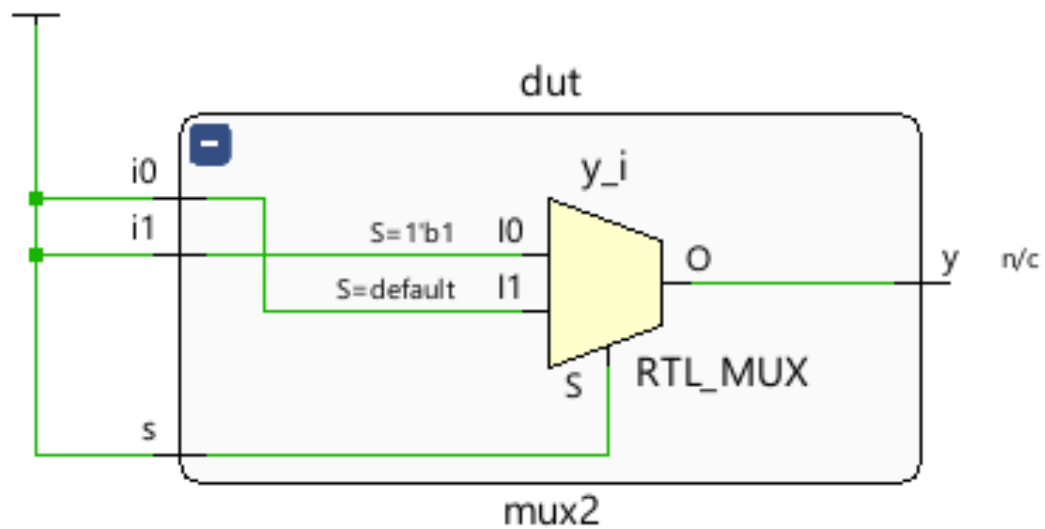 dut
y_i
i0
i1
S=1'b1 I0
S=default I1
O
y n/c
S
RTL_MUX
s
mux2